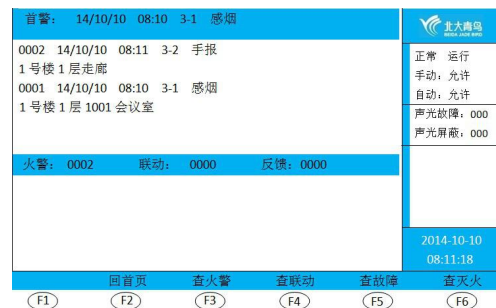 首警： 14/10/10 08:10 3-1 感烟
0002 14/10/10 08:11 3-2 手报
1号楼1层走廊
0001 14/10/10 08:10 3-1 感烟
1号楼1层1001会议室
火警： 0002 联动： 0000 反馈：0000
北大青鸟
正常 运行
手动：允许
自动：允许
声光故障：000
声光屏蔽：000
2014-10-10
08:11:18
回首页 查火警 查联动 查故障 查灭火
F1 F2 F3 F4 F5 F6